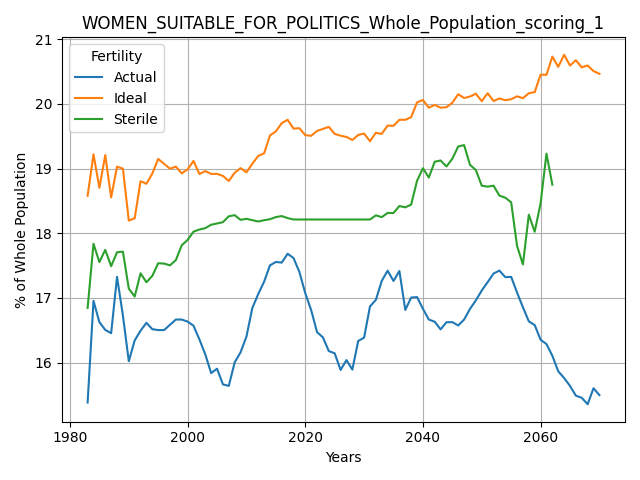 WOMEN_SUITABLE_FOR_POLITICS_Whole_Population_scoring_1
21
20
19
18
17
16
% of Whole Population
Fertility
Actual
Ideal
Sterile
1980
2000
2020
2040
2060
Years